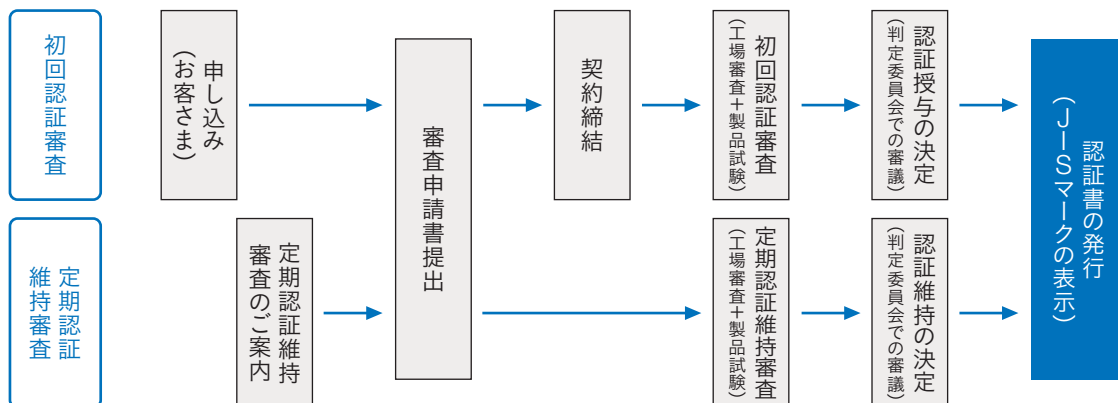 初回認証審査
申し込み
（お客さま）
審査申請書提出
契約締結
初回認証審査
（工場審査＋製品試験）
認証授与の決定
（判定委員会での審議）
認証書の発行
（JISマークの表示）
定期認証
維持審査
定期認証維持
審査のご案内
定期認証維持審査
（工場審査＋製品試験）
認証維持の決定
（判定委員会での審議）